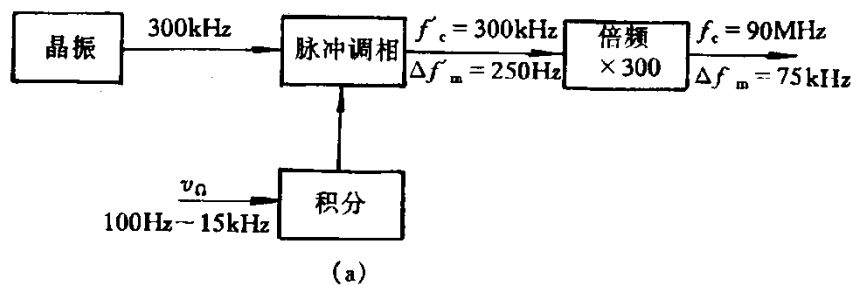 晶振
300kHz
脉冲调相
f′c = 300kHz
Δf′m = 250Hz
倍频
×300
fc = 90MHz
Δf m = 75kHz
vΩ
100Hz~15kHz
积分
(a)